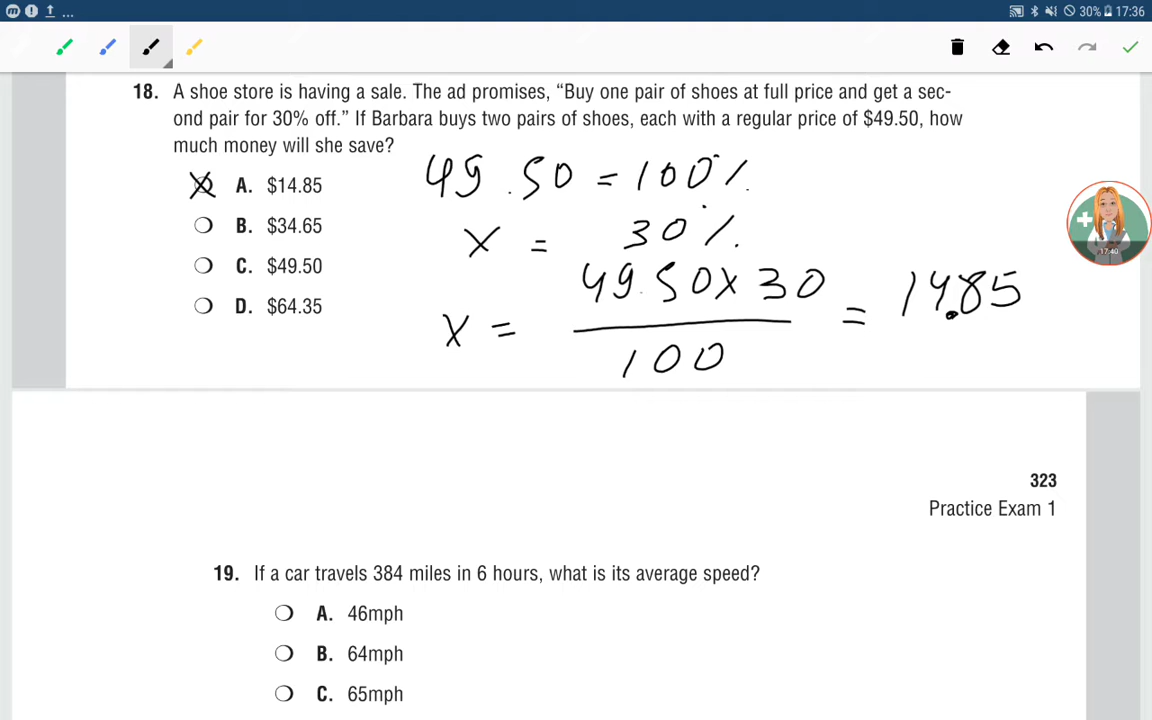 30% 17:36
18. A shoe store is having a sale. The ad promises, “Buy one pair of shoes at full price and get a sec-
ond pair for 30% off.” If Barbara buys two pairs of shoes, each with a regular price of $49.50, how
much money will she save?
49.50 = 100%
A. $14.85
B. $34.65
x = 30%
C. $49.50
49.50 x 30
D. $64.35
x = = 14.85
100
17:40
323
Practice Exam 1
19. If a car travels 384 miles in 6 hours, what is its average speed?
A. 46mph
B. 64mph
C. 65mph